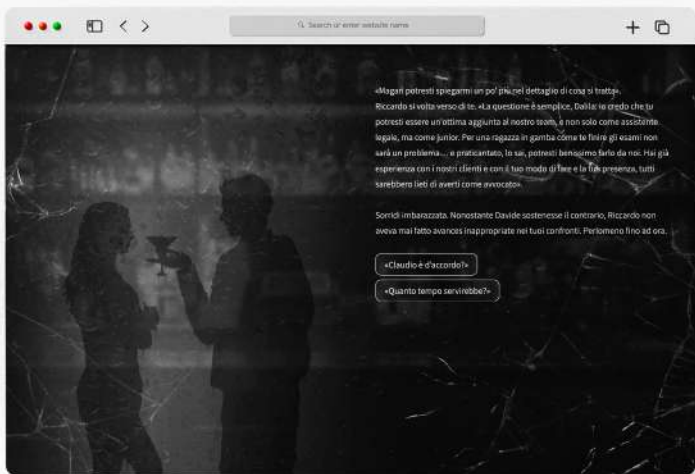 Search or enter website name
«Magari potresti spiegarmi un po' più nel dettaglio di cosa si tratta».
Riccardo si volta verso di te. «La questione è semplice, Dalila: io credo che tu
potresti essere un'ottima aggiunta al nostro team, e non solo come assistente
legale, ma come junior. Per una ragazza in gamba come te finire gli esami non
sarà un problema... e praticantato, lo sai, potresti benissimo farlo da noi. Hai già
esperienza con i nostri clienti e con il tuo modo di fare e la tua presenza, tutti
sarebbero lieti di averti come avvocato».
Sorridi imbarazzata. Nonostante Davide sostenesse il contrario, Riccardo non
aveva mai fatto avances inappropriate nei tuoi confronti. Perlomeno fino ad ora.
«Claudio è d'accordo?»
«Quanto tempo servirebbe?»